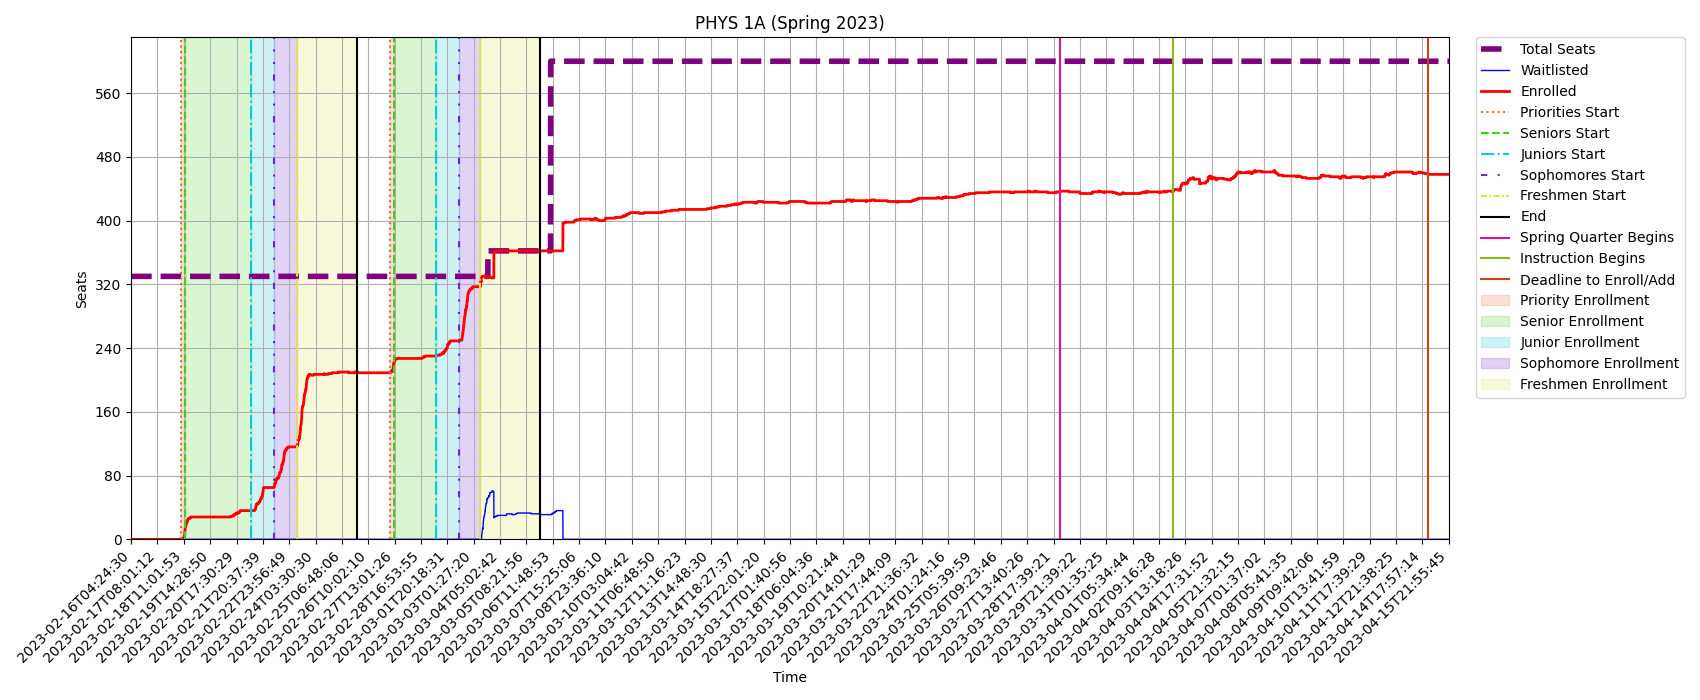 PHYS 1A (Spring 2023)
Seats
560
480
400
320
240
160
80
0
2023-02-16T04:24:30
2023-02-17T08:01:12
2023-02-18T11:01:53
2023-02-19T14:28:50
2023-02-20T17:30:29
2023-02-21T20:37:39
2023-02-22T23:56:49
2023-02-24T03:30:30
2023-02-25T06:48:06
2023-02-26T10:02:10
2023-02-27T13:01:26
2023-02-28T16:53:55
2023-03-01T20:18:31
2023-03-03T01:27:20
2023-03-04T05:02:42
2023-03-05T08:21:56
2023-03-06T11:48:53
2023-03-07T15:25:06
2023-03-08T23:36:10
2023-03-10T03:04:42
2023-03-11T06:48:50
2023-03-12T11:16:23
2023-03-13T14:48:30
2023-03-14T18:27:37
2023-03-15T22:01:20
2023-03-17T01:40:56
2023-03-18T06:04:36
2023-03-19T10:21:44
2023-03-20T14:01:29
2023-03-21T17:44:09
2023-03-22T21:36:32
2023-03-24T01:24:16
2023-03-25T05:39:59
2023-03-26T09:23:46
2023-03-27T13:40:26
2023-03-28T17:39:21
2023-03-29T21:39:22
2023-03-31T01:35:25
2023-04-01T05:34:44
2023-04-02T09:16:28
2023-04-03T13:18:26
2023-04-04T17:31:52
2023-04-05T21:32:15
2023-04-07T01:37:02
2023-04-08T05:41:35
2023-04-09T09:42:06
2023-04-10T13:41:59
2023-04-11T17:39:29
2023-04-12T21:38:25
2023-04-14T17:57:14
2023-04-15T21:55:45
Time
Total Seats
Waitlisted
Enrolled
Priorities Start
Seniors Start
Juniors Start
Sophomores Start
Freshmen Start
End
Spring Quarter Begins
Instruction Begins
Deadline to Enroll/Add
Priority Enrollment
Senior Enrollment
Junior Enrollment
Sophomore Enrollment
Freshmen Enrollment